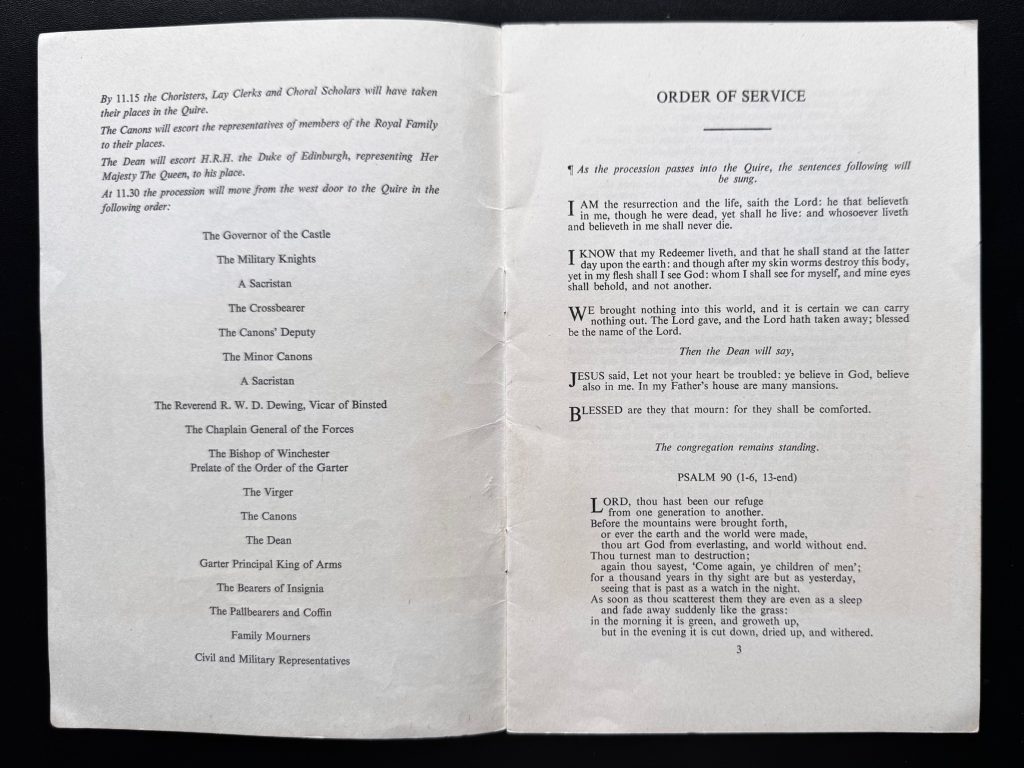 By 11.15 the Choristers, Lay Clerks and Choral Scholars will have taken
their places in the Quire.
The Canons will escort the representatives of members of the Royal Family
to their places.
The Dean will escort H.R.H. the Duke of Edinburgh, representing Her
Majesty The Queen, to his place.
At 11.30 the procession will move from the west door to the Quire in the
following order:
The Governor of the Castle
The Military Knights
A Sacristan
The Crossbearer
The Canons' Deputy
The Minor Canons
A Sacristan
The Reverend R. W. D. Dewing, Vicar of Binsted
The Chaplain General of the Forces
The Bishop of Winchester
Prelate of the Order of the Garter
The Virger
The Canons
The Dean
Garter Principal King of Arms
The Bearers of Insignia
The Pallbearers and Coffin
Family Mourners
Civil and Military Representatives
ORDER OF SERVICE
¶ As the procession passes into the Quire, the sentences following will
be sung.
I AM the resurrection and the life, saith the Lord: he that believeth
in me, though he were dead, yet shall he live: and whosoever liveth
and believeth in me shall never die.
I KNOW that my Redeemer liveth, and that he shall stand at the latter
day upon the earth: and though after my skin worms destroy this body,
yet in my flesh shall I see God: whom I shall see for myself, and mine eyes
shall behold, and not another.
WE brought nothing into this world, and it is certain we can carry
nothing out. The Lord gave, and the Lord hath taken away; blessed
be the name of the Lord.
Then the Dean will say,
JESUS said, Let not your heart be troubled: ye believe in God, believe
also in me. In my Father's house are many mansions.
BLESSED are they that mourn: for they shall be comforted.
The congregation remains standing.
PSALM 90 (1-6, 13-end)
LORD, thou hast been our refuge
from one generation to another.
Before the mountains were brought forth,
or ever the earth and the world were made,
thou art God from everlasting, and world without end.
Thou turnest man to destruction;
again thou sayest, 'Come again, ye children of men';
for a thousand years in thy sight are but as yesterday,
seeing that is past as a watch in the night.
As soon as thou scatterest them they are even as a sleep
and fade away suddenly like the grass:
in the morning it is green, and groweth up,
but in the evening it is cut down, dried up, and withered.
3